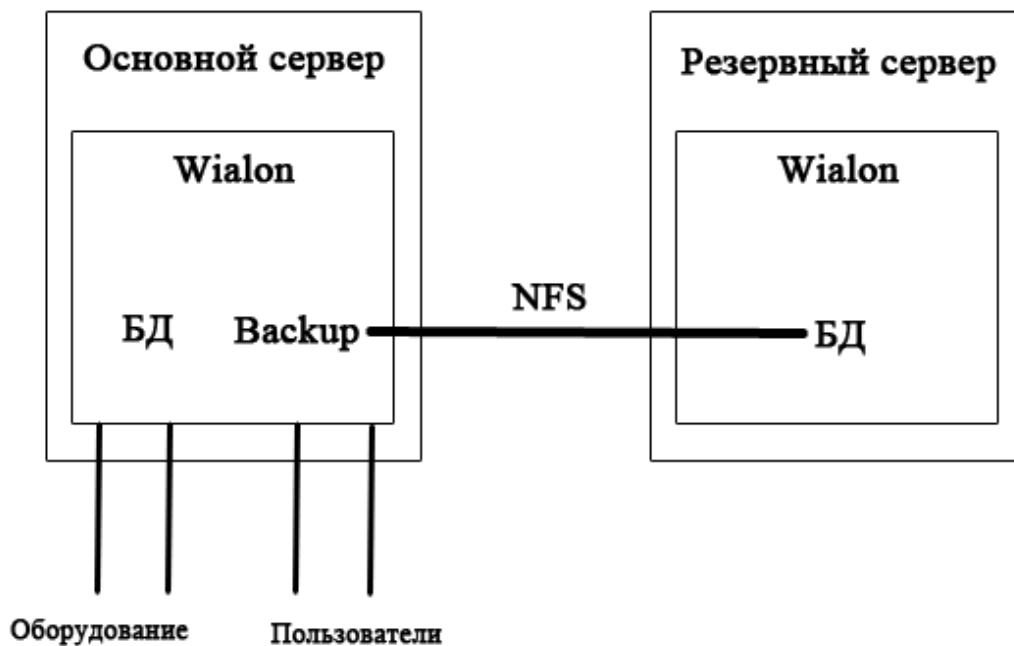 Основной сервер
Резервный сервер
Wialon
Wialon
NFS
БД
Backup
БД
Оборудование
Пользователи